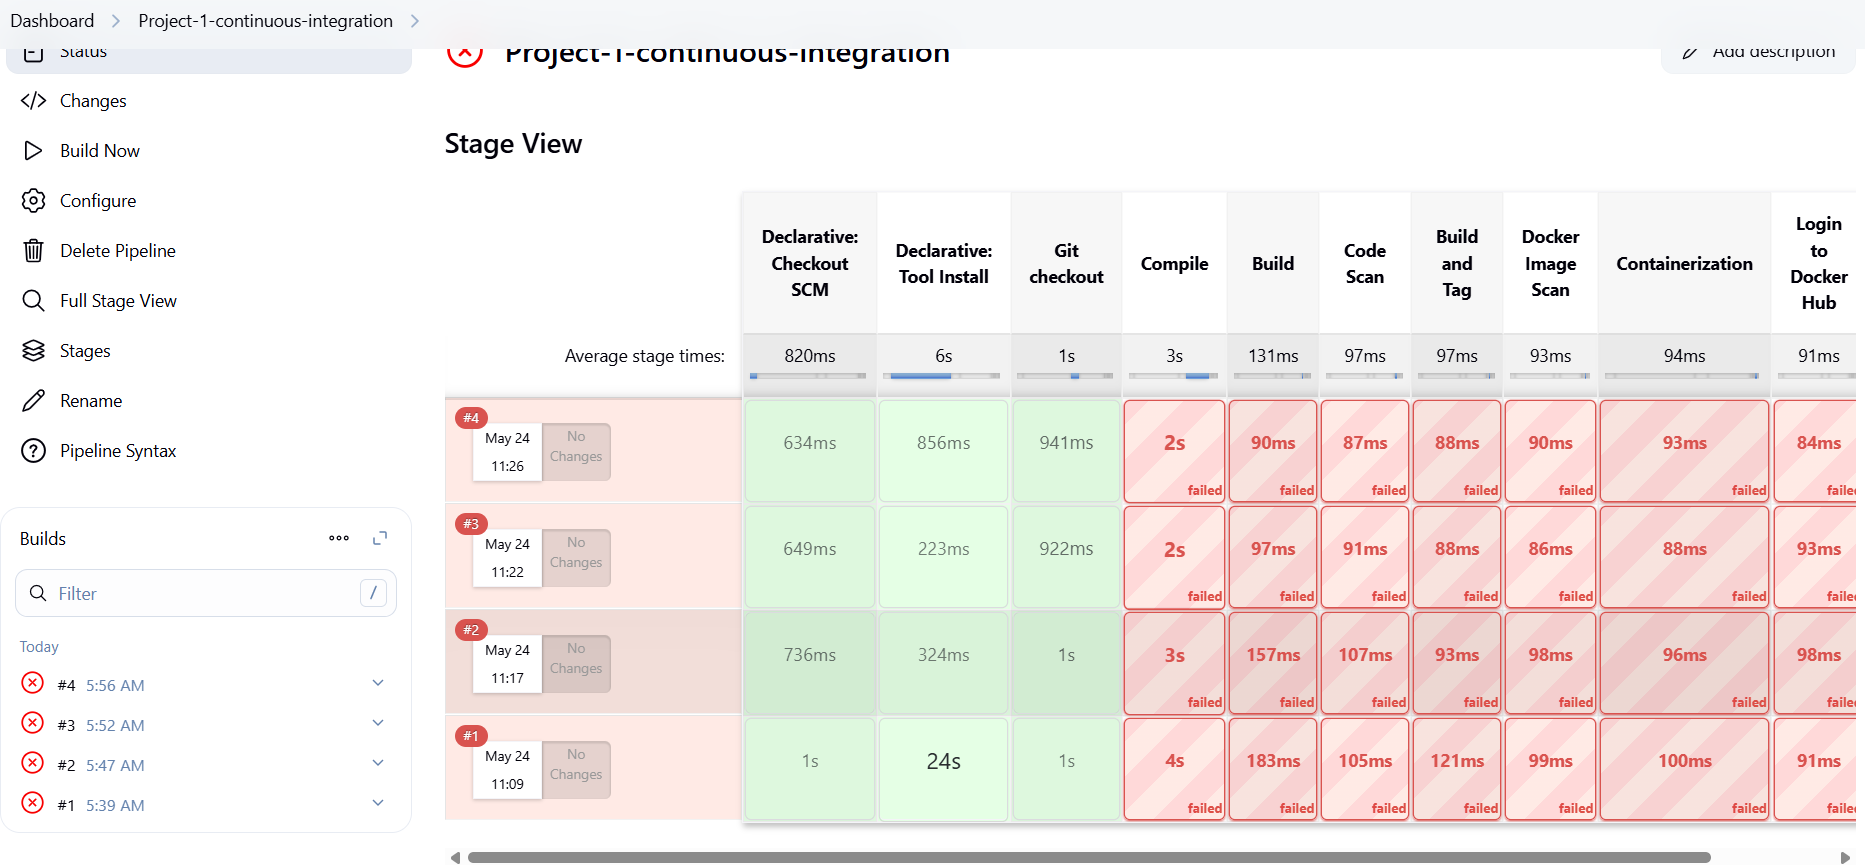 Dashboard
Project-1-continuous-integration
Status
Changes
Build Now
Configure
Delete Pipeline
Full Stage View
Stages
Rename
Pipeline Syntax
Builds
Filter
/
Today
#4 5:56 AM
#3 5:52 AM
#2 5:47 AM
#1 5:39 AM
Project-1-continuous-integration
Add description
Stage View
Declarative:
Checkout
SCM
Declarative:
Tool Install
Git
checkout
Compile
Build
Code
Scan
Build
and
Tag
Docker
Image
Scan
Containerization
Login
to
Docker
Hub
Average stage times:
820ms
6s
1s
3s
131ms
97ms
97ms
93ms
94ms
91ms
#4
May 24
11:26
No
Changes
634ms
856ms
941ms
2s
failed
90ms
failed
87ms
failed
88ms
failed
90ms
failed
93ms
failed
84ms
faile
#3
May 24
11:22
No
Changes
649ms
223ms
922ms
2s
failed
97ms
failed
91ms
failed
88ms
failed
86ms
failed
88ms
failed
93ms
faile
#2
May 24
11:17
No
Changes
736ms
324ms
1s
3s
failed
157ms
failed
107ms
failed
93ms
failed
98ms
failed
96ms
failed
98ms
faile
#1
May 24
11:09
No
Changes
1s
24s
1s
4s
failed
183ms
failed
105ms
failed
121ms
failed
99ms
failed
100ms
failed
91ms
faile